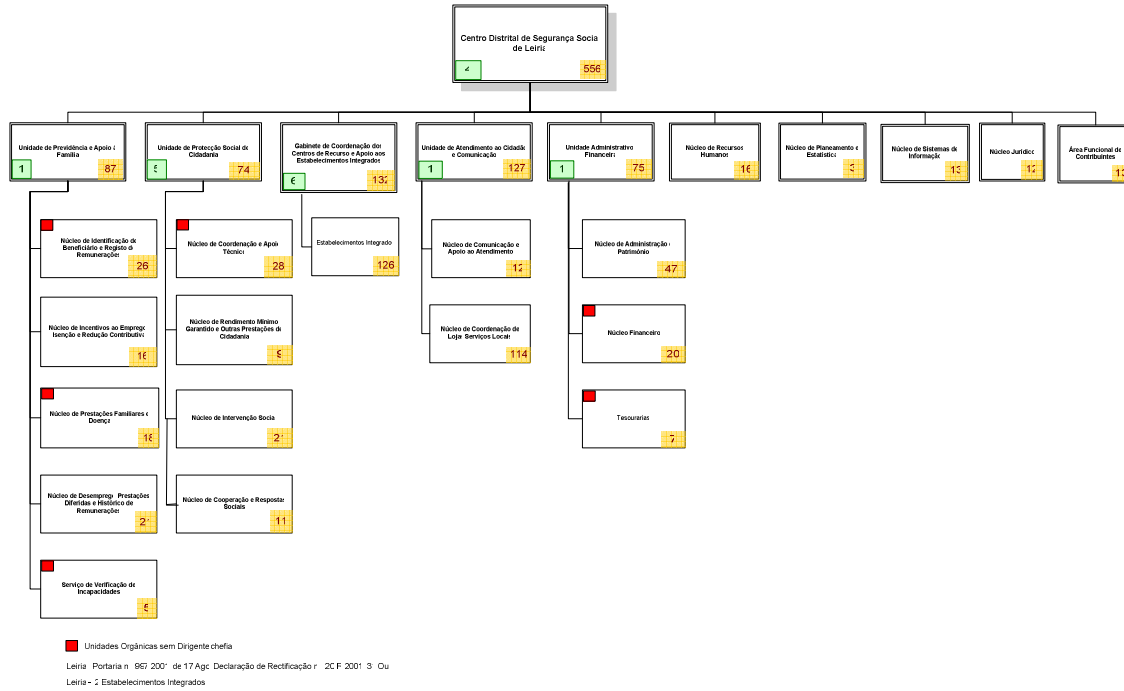 Centro Distrital de Segurança Socia
de Leiria
4
556
Unidade de Previdência e Apoio à
Família
1
87
Unidade de Protecção Social de
Cidadania
5
74
Gabinete de Coordenação dos
Centros de Recurso e Apoio aos
Estabelecimentos Integrados
6
132
Unidade de Atendimento ao Cidadão
e Comunicação
1
127
Unidade Administrativo
Financeira
1
75
Núcleo de Recursos
Humanos
16
Núcleo de Planeamento e
Estatística
3
Núcleo de Sistemas de
Informação
13
Núcleo Jurídico
12
Área Funcional de
Contribuintes
13
Núcleo de Identificação de
Beneficiário e Registo de
Remunerações
26
Núcleo de Coordenação e Apoio
Técnico
28
Estabelecimentos Integrado
126
Núcleo de Comunicação e
Apoio ao Atendimento
12
Núcleo de Administração
Património
47
Núcleo de Incentivos ao Emprego
Isenção e Redução Contributiva
16
Núcleo de Rendimento Mínimo
Garantido e Outras Prestações de
Cidadania
9
Núcleo de Coordenação de
Lojas Serviços Locais
114
Núcleo Financeiro
20
Núcleo de Prestações Familiares e
Doença
18
Núcleo de Intervenção Socia
21
Tesourarias
7
Núcleo de Desemprego Prestações
Diferidas e Histórico de
Remunerações
21
Núcleo de Cooperação e Respostas
Sociais
11
Serviço de Verificação de
Incapacidades
5
Unidades Orgânicas sem Dirigente chefia
Leiria Portaria n 997 2001 de 17 Ago Declaração de Rectificação n 20 F 2001 31 Ou
Leiria - 2 Estabelecimentos Integrados